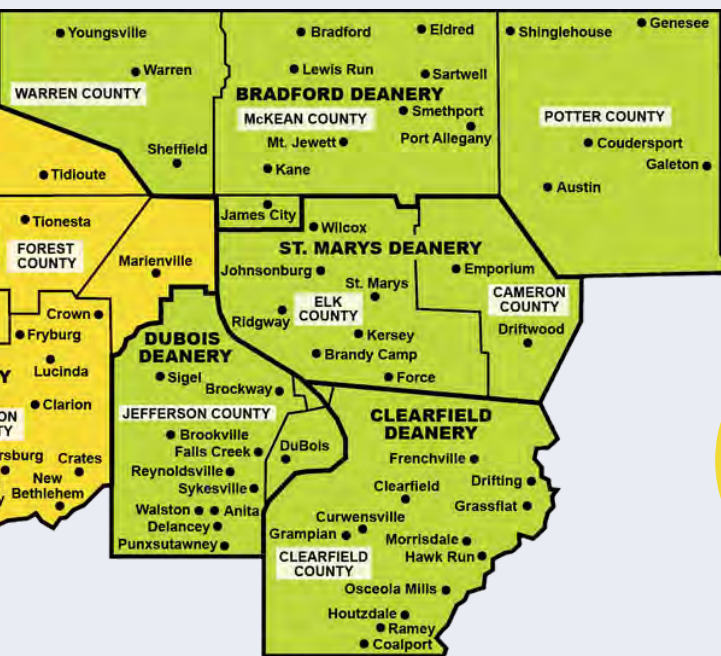 Youngsville
Bradford
Eldred
Shinglehouse
Genesee
Warren
Lewis Run
Sartwell
WARREN COUNTY
BRADFORD DEANERY
McKEAN COUNTY
Smethport
POTTER COUNTY
Mt. Jewett
Port Allegany
Coudersport
Sheffield
Galeton
Kane
Tidioute
Austin
James City
Tionesta
Wilcox
FOREST
COUNTY
ST. MARYS DEANERY
Marienville
Johnsonburg
Emporium
St. Marys
ELK
COUNTY
CAMERON
COUNTY
Crown
Ridgway
Driftwood
Fryburg
DUBOIS
DEANERY
Kersey
Brandy Camp
Lucinda
Y
Sigel
Force
Brockway
Clarion
JEFFERSON COUNTY
CLEARFIELD
DEANERY
ON
TY
Brookville
DuBois
Falls Creek
Frenchville
rsburg
Crates
Reynoldsville
Drifting
New
Bethlehem
Sykesville
Clearfield
Grassflat
Walston
Anita
Curwensville
Delancey
Grampian
Morrisdale
Punxsutawney
CLEARFIELD
COUNTY
Hawk Run
Osceola Mills
Houtzdale
Ramey
Coalport